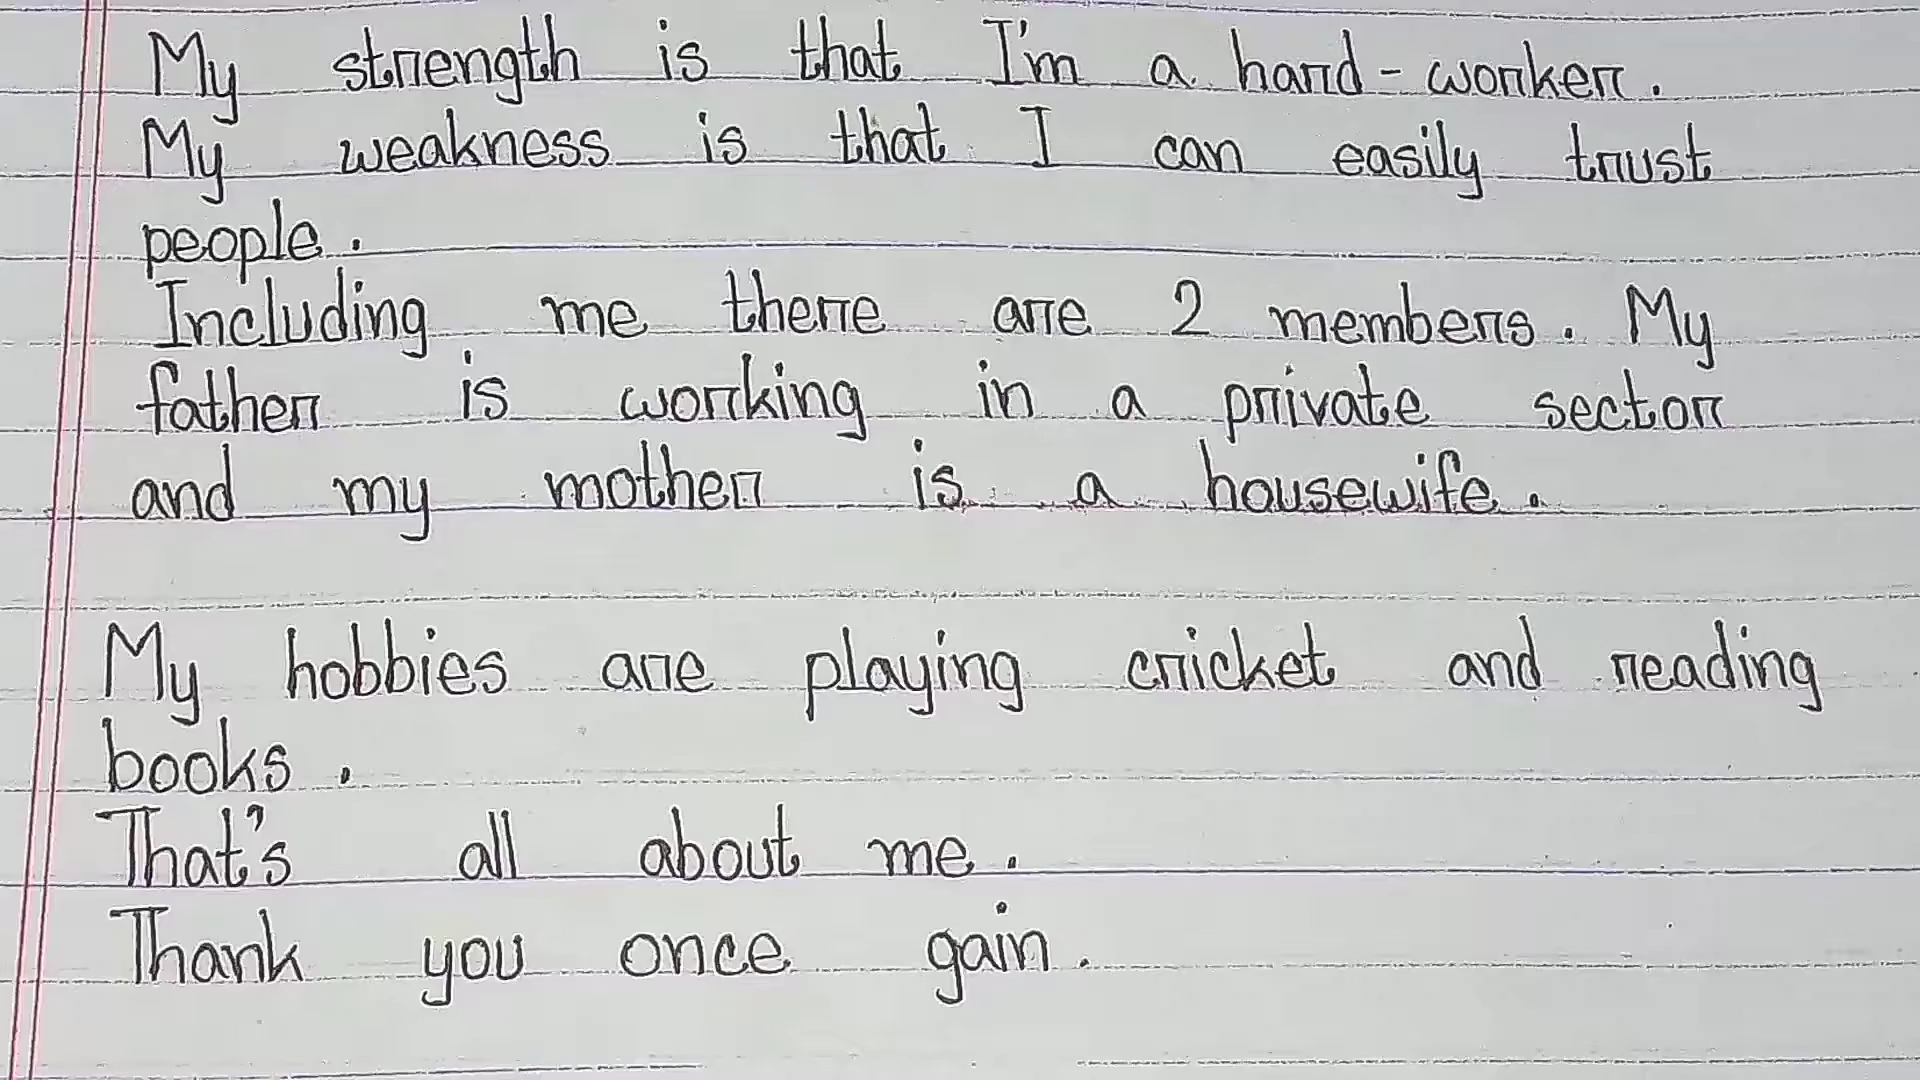 My strength is that I'm a hard-worker.
My weakness is that I can easily trust
people.
Including me there are 2 members. My
father is working in a private sector
and my mother is a housewife.
My hobbies are playing cricket and reading
books.
That's all about me.
Thank you once gain.